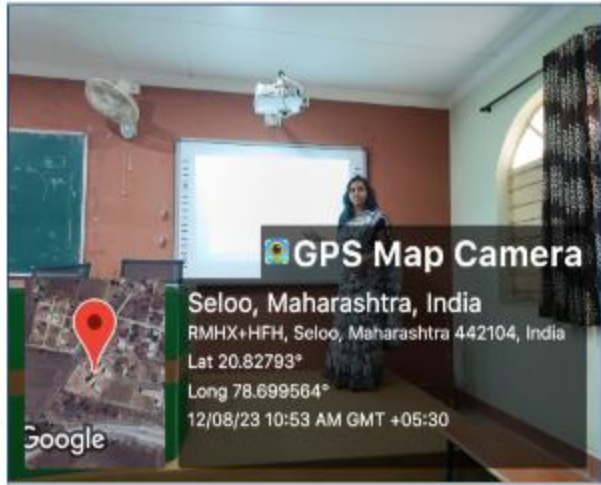 GPS Map Camera
Seloo, Maharashtra, India
RMHX+HFH, Seloo, Maharashtra 442104, India
Lat 20.82793°
Long 78.699564°
12/08/23 10:53 AM GMT +05:30
Google